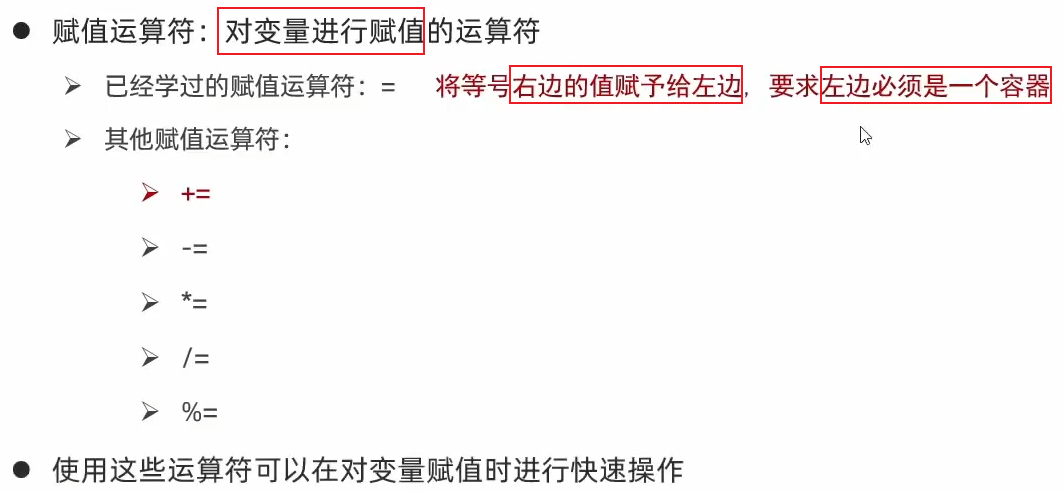 赋值运算符：对变量进行赋值的运算符
已经学过的赋值运算符：= 将等号右边的值赋予给左边，要求左边必须是一个容器
其他赋值运算符：
+=
-=
*=
/=
%=
使用这些运算符可以在对变量赋值时进行快速操作